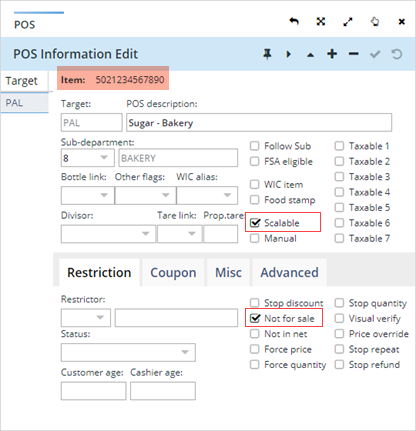 POS
POS Information Edit
Target
Item: 5021234567890
PAL
Target: POS description:
PAL Sugar - Bakery
Sub-department:
8 BAKERY
Follow Sub
FSA eligible
Bottle link: Other flags: WIC alias:
WIC item
Food stamp
Divisor: Tare link: Prop.tare
Scalable
Manual
Taxable 1
Taxable 2
Taxable 3
Taxable 4
Taxable 5
Taxable 6
Taxable 7
Restriction Coupon Misc Advanced
Restrictor:
Status:
Customer age: Cashier age:
Stop discount
Not for sale
Not in net
Force price
Force quantity
Stop quantity
Visual verify
Price override
Stop repeat
Stop refund